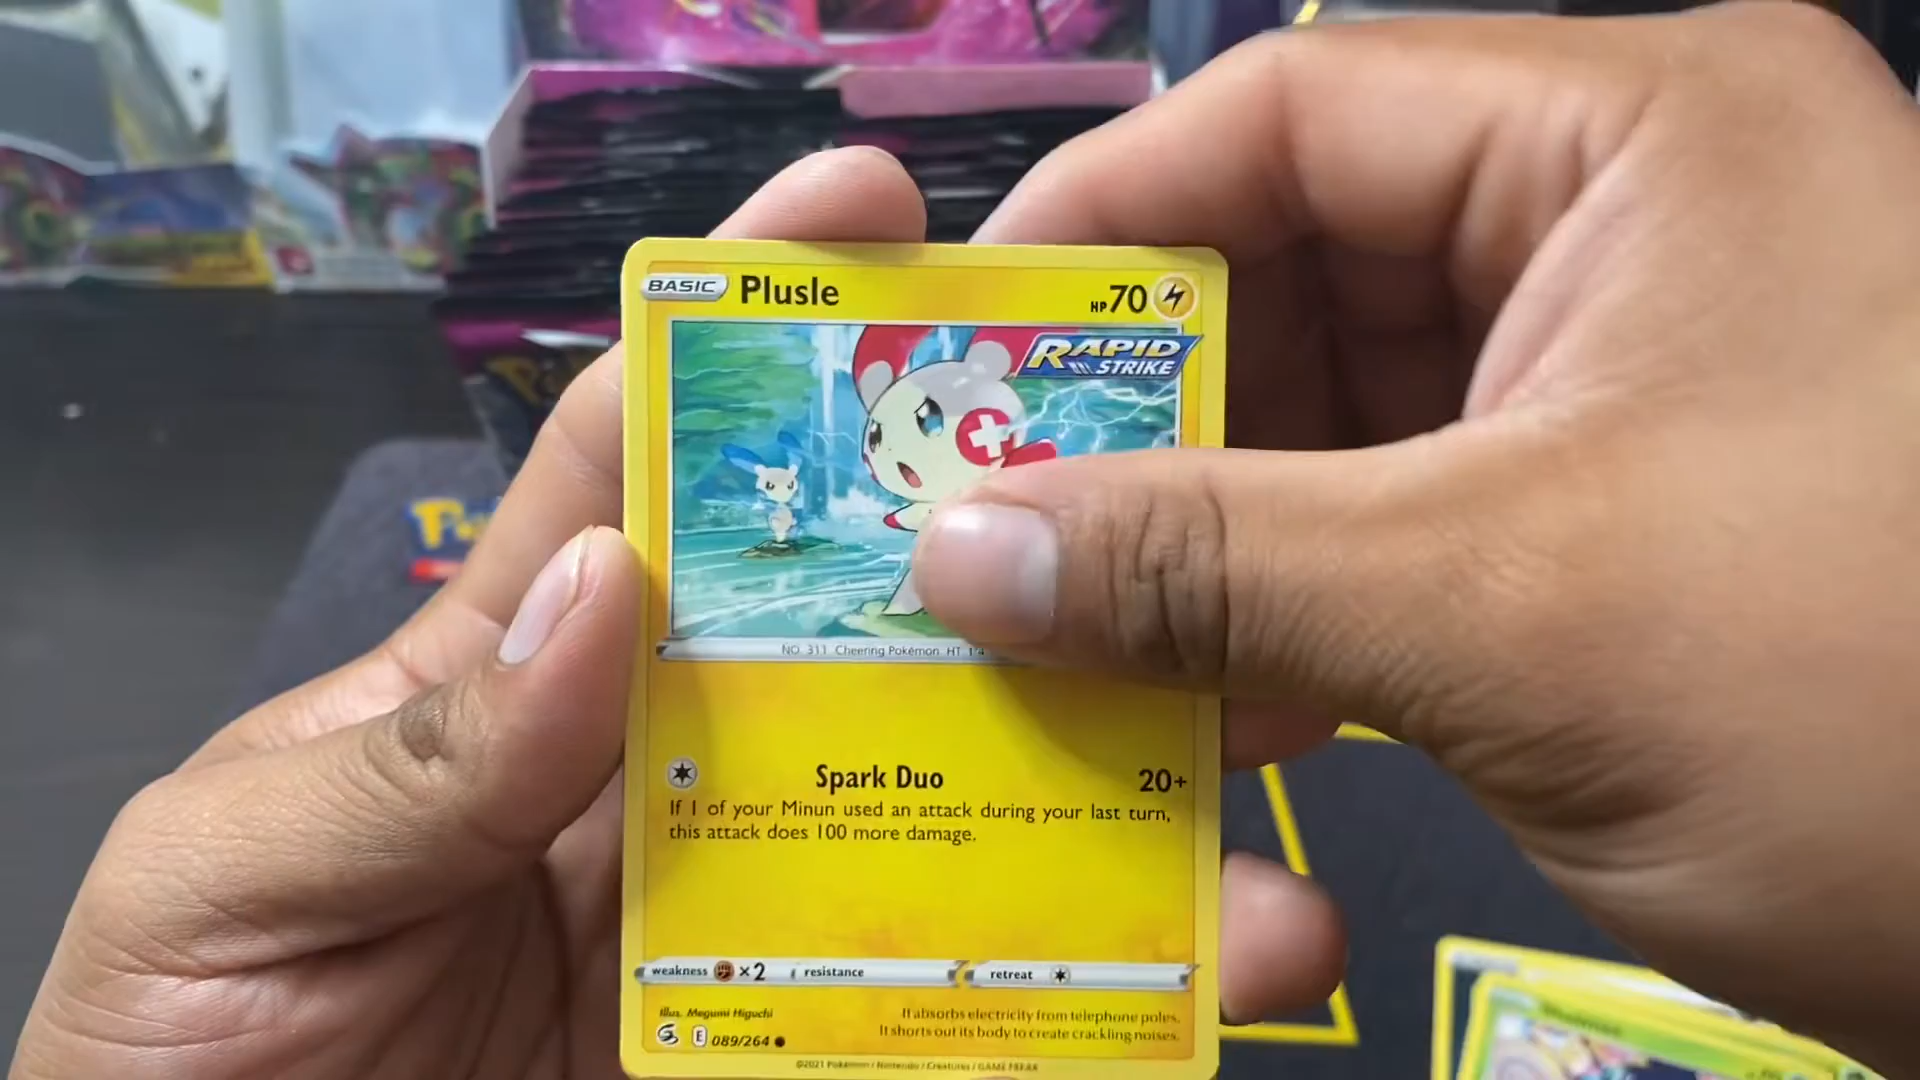 BASIC Plusle HP70
RAPID
STRIKE
NO. 311 Cheering Pokémon HT 1'4
Spark Duo 20+
If 1 of your Minun used an attack during your last turn,
this attack does 100 more damage.
weakness ×2 resistance retreat
Illus. Megumi Higuchi
It absorbs electricity from telephone poles.
It shorts out its body to create crackling noises.
E 089/264
©2021 Pokémon / Nintendo / Creatures / GAME FREAK